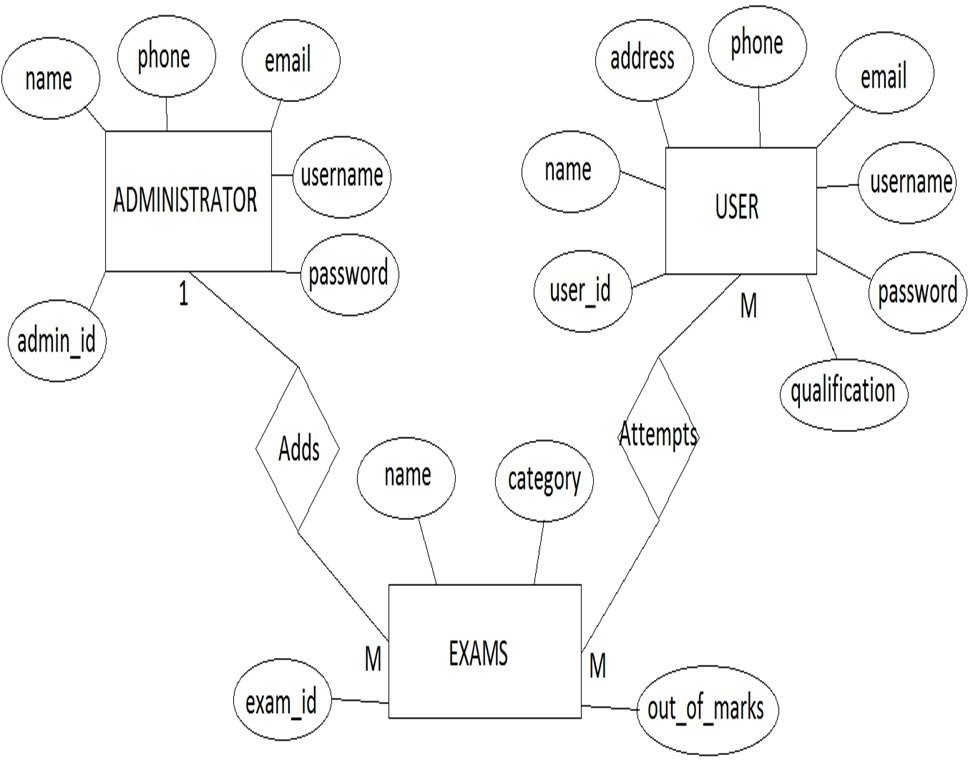 name
phone
email
username
password
admin_id
ADMINISTRATOR
1
Adds
M
address
phone
email
name
username
user_id
password
qualification
USER
M
Attempts
M
name
category
EXAMS
exam_id
out_of_marks